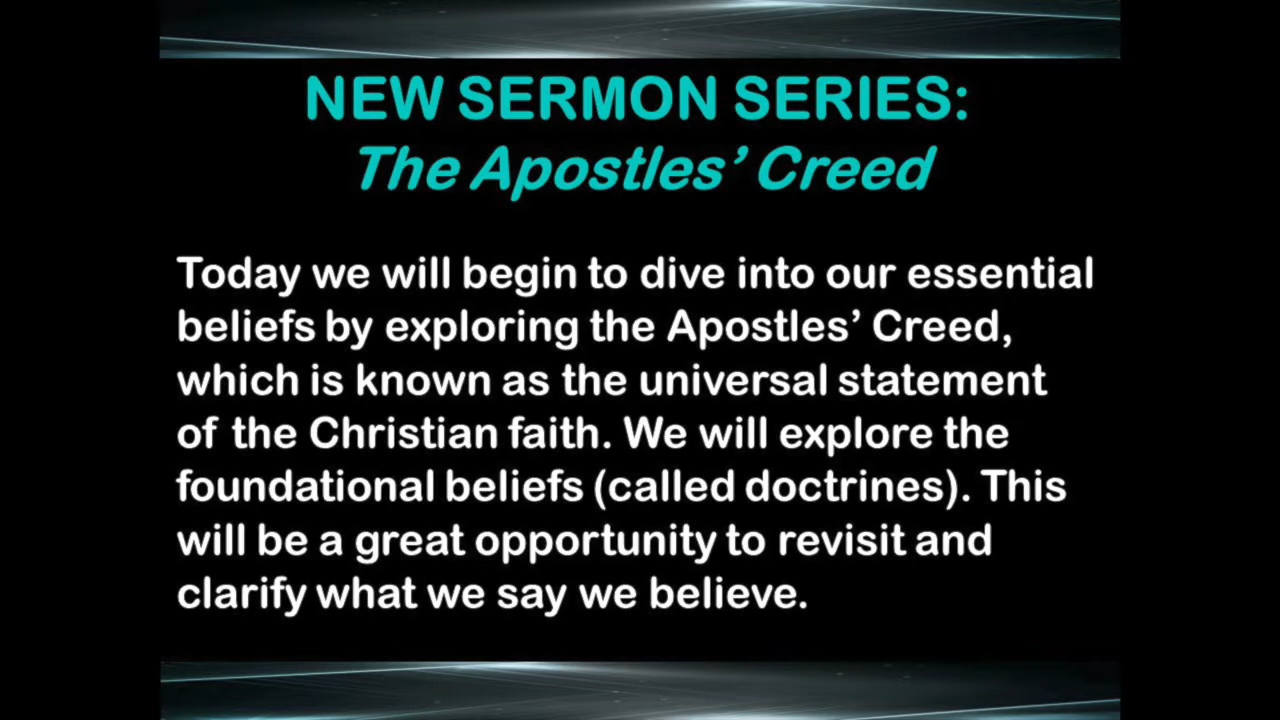 NEW SERMON SERIES:
The Apostles’ Creed
Today we will begin to dive into our essential
beliefs by exploring the Apostles’ Creed,
which is known as the universal statement
of the Christian faith. We will explore the
foundational beliefs (called doctrines). This
will be a great opportunity to revisit and
clarify what we say we believe.